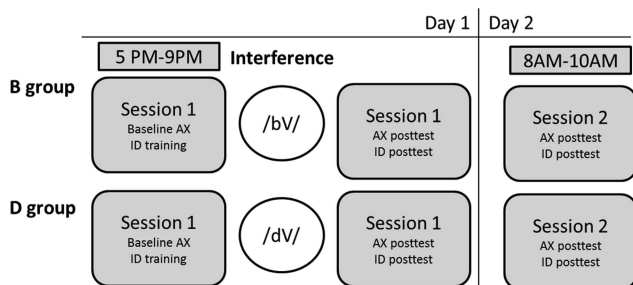 Day 1 Day 2
5 PM-9PM Interference 8AM-10AM
B group
Session 1
Baseline AX
ID training
/bV/
Session 1
AX posttest
ID posttest
Session 2
AX posttest
ID posttest
D group
Session 1
Baseline AX
ID training
/dV/
Session 1
AX posttest
ID posttest
Session 2
AX posttest
ID posttest